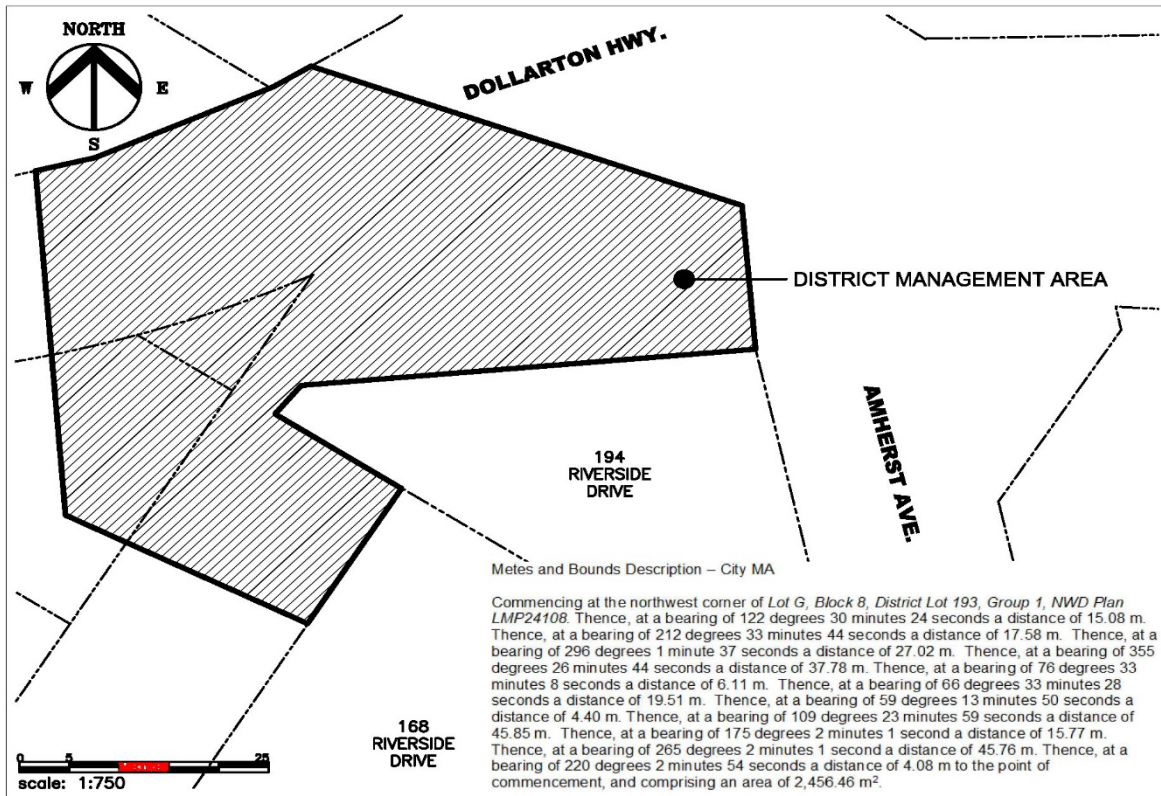 NORTH
W
E
S
DOLLARTON HWY.
DISTRICT MANAGEMENT AREA
AMHERST AVE.
194
RIVERSIDE
DRIVE
168
RIVERSIDE
DRIVE
Metes and Bounds Description – City MA
Commencing at the northwest corner of Lot G, Block 8, District Lot 193, Group 1, NWD Plan
LMP24108. Thence, at a bearing of 122 degrees 30 minutes 24 seconds a distance of 15.08 m.
Thence, at a bearing of 212 degrees 33 minutes 44 seconds a distance of 17.58 m. Thence, at a
bearing of 296 degrees 1 minute 37 seconds a distance of 27.02 m. Thence, at a bearing of 355
degrees 26 minutes 44 seconds a distance of 37.78 m. Thence, at a bearing of 76 degrees 33
minutes 8 seconds a distance of 6.11 m. Thence, at a bearing of 66 degrees 33 minutes 28
seconds a distance of 19.51 m. Thence, at a bearing of 59 degrees 13 minutes 50 seconds a
distance of 4.40 m. Thence, at a bearing of 109 degrees 23 minutes 59 seconds a distance of
45.85 m. Thence, at a bearing of 175 degrees 2 minutes 1 second a distance of 15.77 m.
Thence, at a bearing of 265 degrees 2 minutes 1 second a distance of 45.76 m. Thence, at a
bearing of 220 degrees 2 minutes 54 seconds a distance of 4.08 m to the point of
commencement, and comprising an area of 2,456.46 m².
0 5 25
scale: 1:750